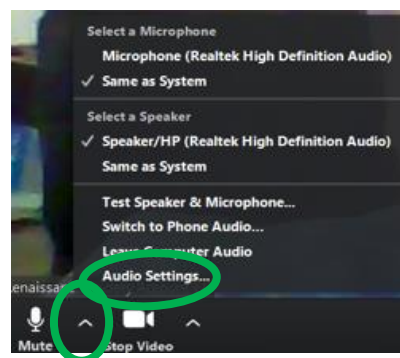 Select a Microphone
Microphone (Realtek High Definition Audio)
✓ Same as System
Select a Speaker
✓ Speaker/HP (Realtek High Definition Audio)
Same as System
Test Speaker & Microphone...
Switch to Phone Audio...
Leave Computer Audio
Audio Settings...
Mute
Stop Video